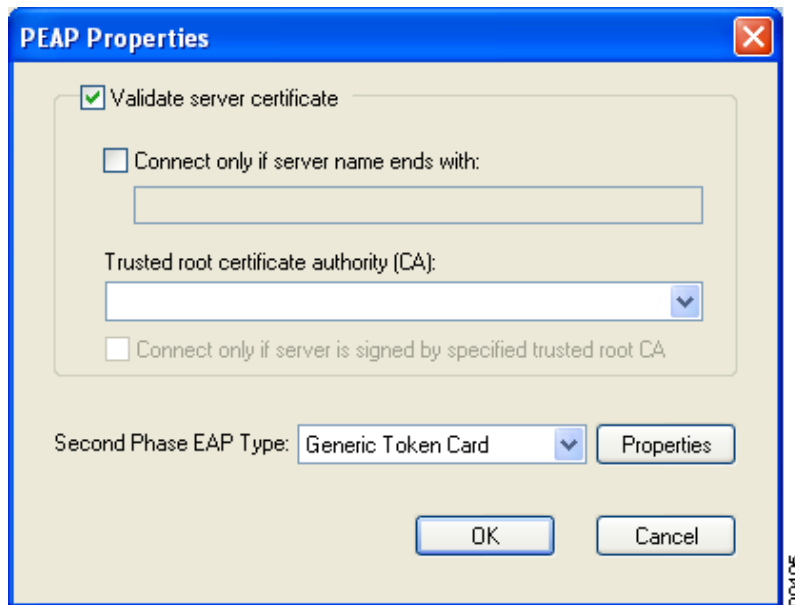 PEAP Properties
Validate server certificate
Connect only if server name ends with:
Trusted root certificate authority (CA):
Connect only if server is signed by specified trusted root CA
Second Phase EAP Type: Generic Token Card Properties
OK Cancel